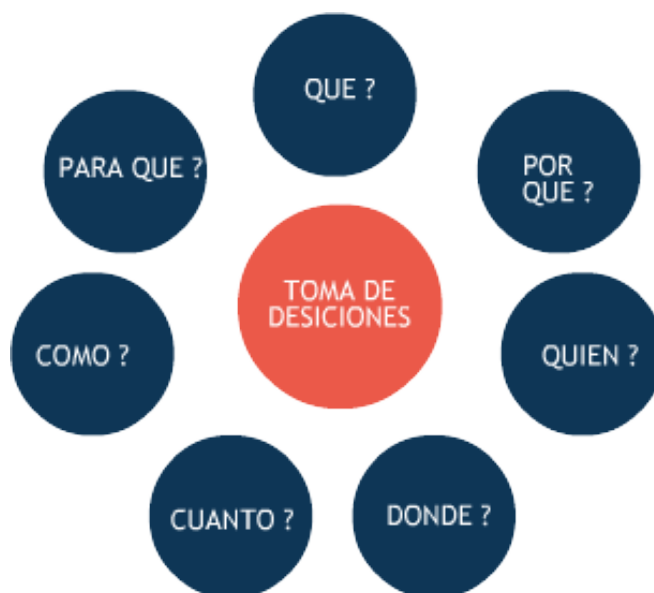 QUE ?
POR
QUE ?
QUIEN ?
DONDE ?
CUANTO ?
COMO ?
PARA QUE ?
TOMA DE
DESICIONES